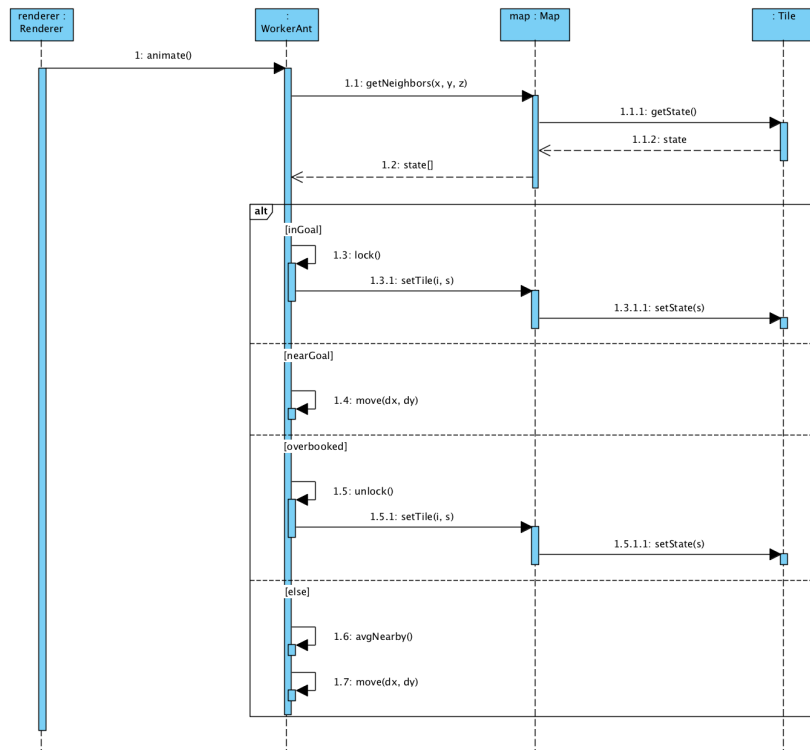 renderer :
Renderer
:
WorkerAnt
map : Map
: Tile
1: animate()
1.1: getNeighbors(x, y, z)
1.1.1: getState()
1.1.2: state
1.2: state[]
alt
[inGoal]
1.3: lock()
1.3.1: setTile(i, s)
1.3.1.1: setState(s)
[nearGoal]
1.4: move(dx, dy)
[overbooked]
1.5: unlock()
1.5.1: setTile(i, s)
1.5.1.1: setState(s)
[else]
1.6: avgNearby()
1.7: move(dx, dy)